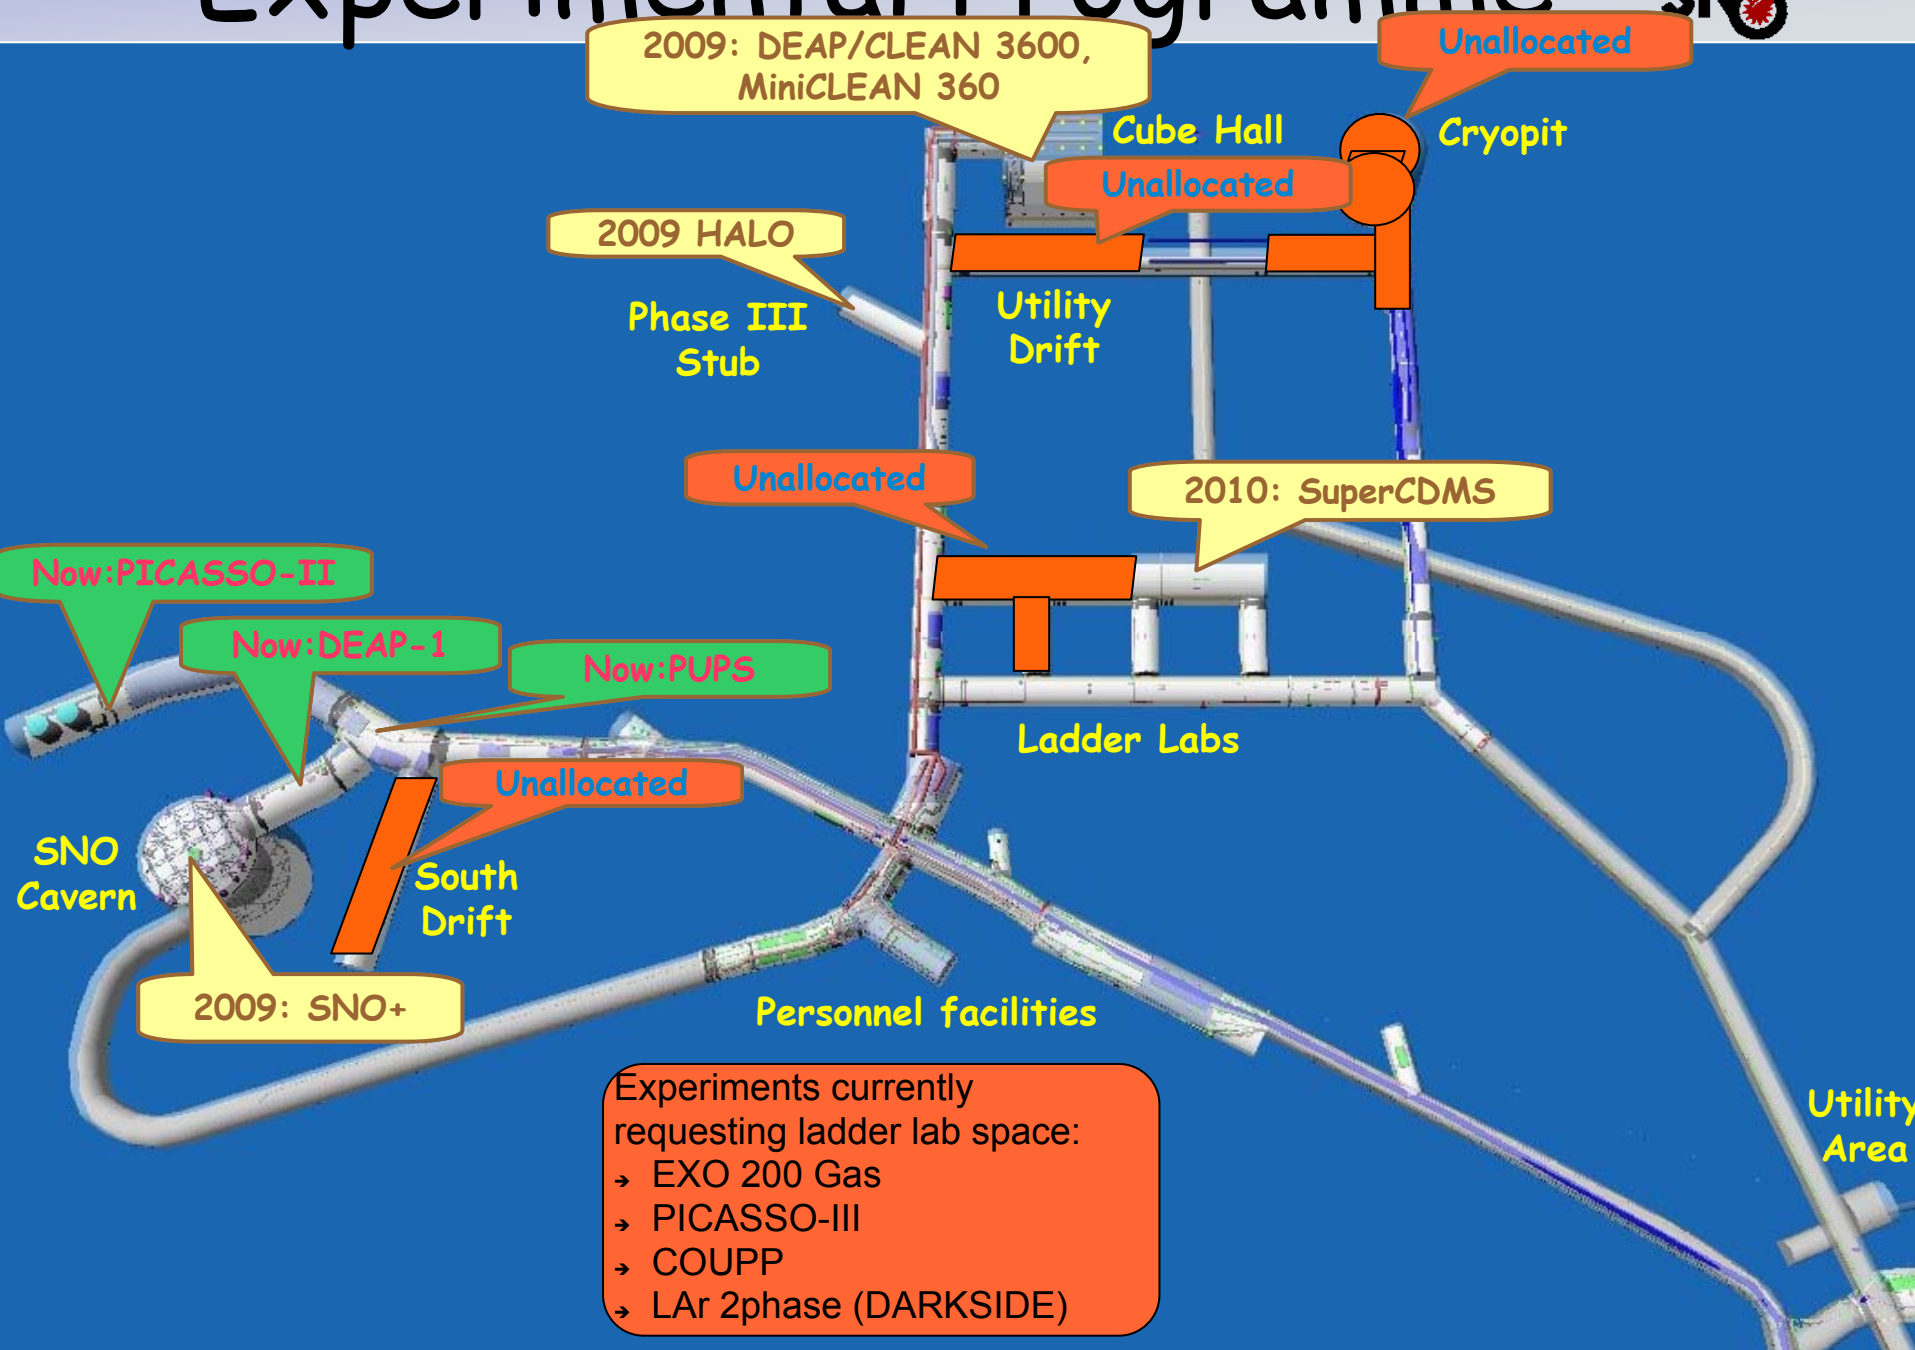 Experimental Programme
2009: DEAP/CLEAN 3600,
MiniCLEAN 360
Unallocated
Cube Hall
Cryopit
Unallocated
2009 HALO
Phase III
Stub
Utility
Drift
Unallocated
2010: SuperCDMS
Now:PICASSO-II
Now:DEAP-1
Now:PUPS
Ladder Labs
Unallocated
SNO
Cavern
South
Drift
2009: SNO+
Personnel facilities
Experiments currently
requesting ladder lab space:
➔ EXO 200 Gas
➔ PICASSO-III
➔ COUPP
➔ LAr 2phase (DARKSIDE)
Utility
Area